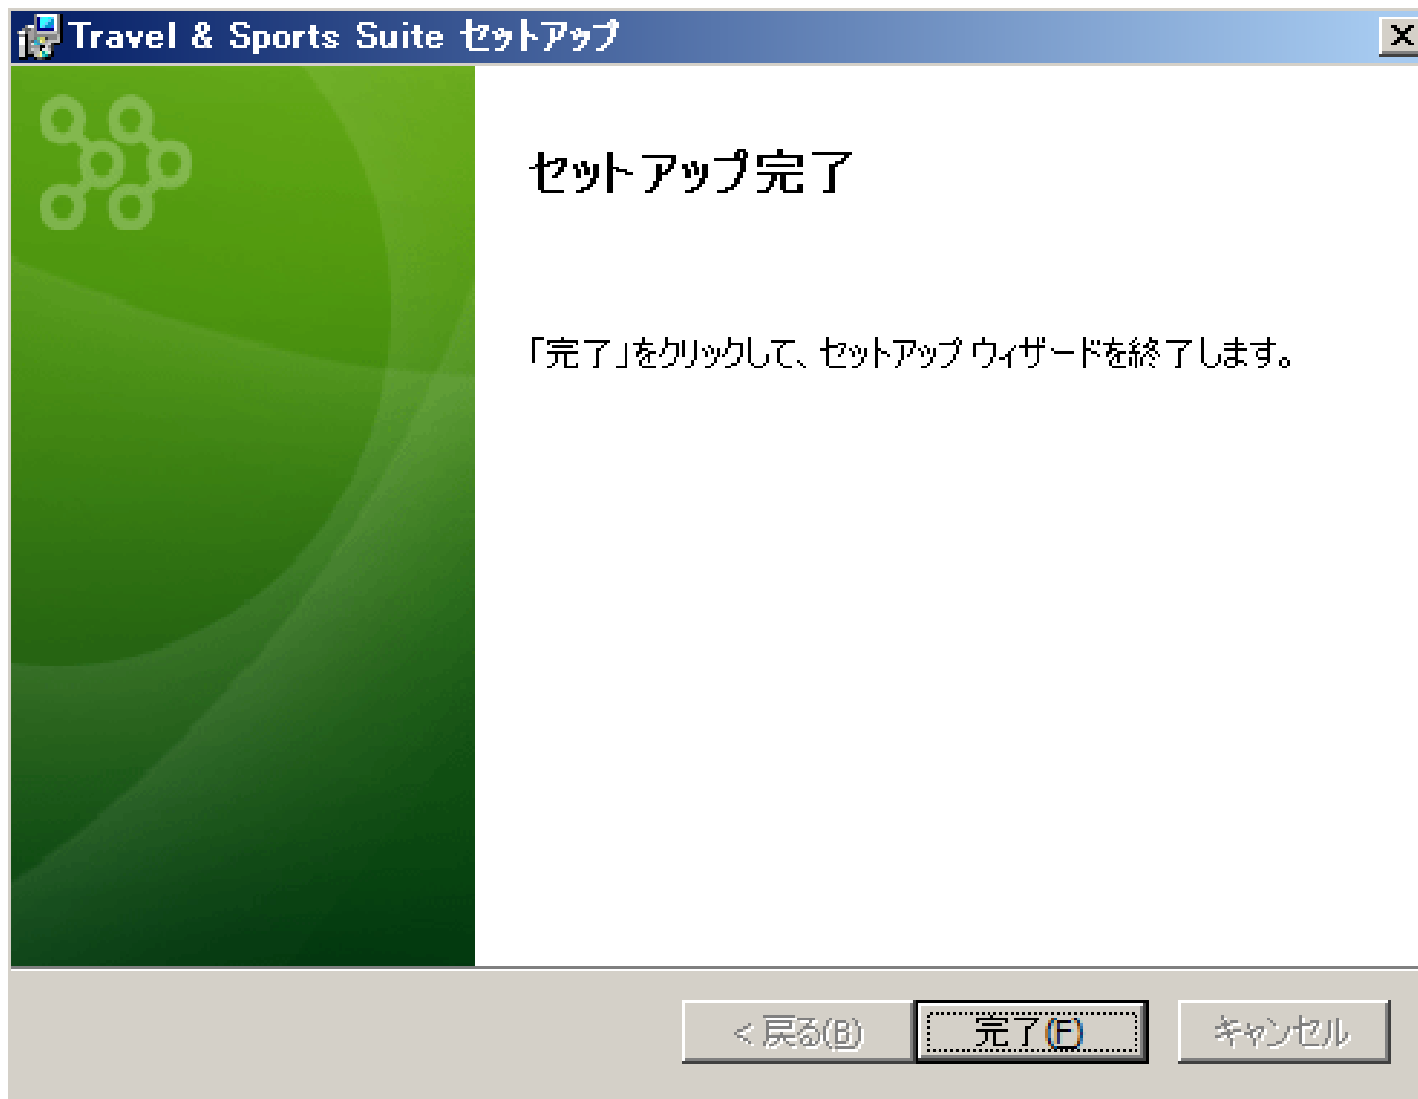 Travel & Sports Suite セットアップ
セットアップ完了
「完了」をクリックして、セットアップ ウィザードを終了します。
< 戻る(B)
完了(F)
キャンセル